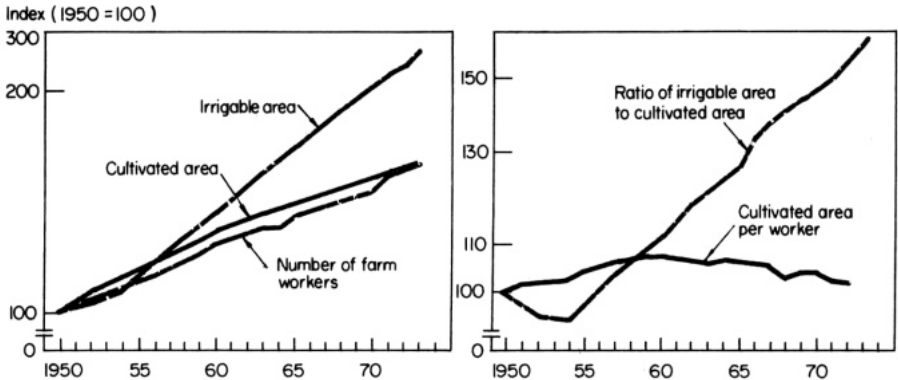 Index (1950 = 100)
300
200
100
0
Irrigable area
Cultivated area
Number of farm
workers
1950 55 60 65 70
150
130
110
100
0
Ratio of irrigable area
to cultivated area
Cultivated area
per worker
1950 55 60 65 70